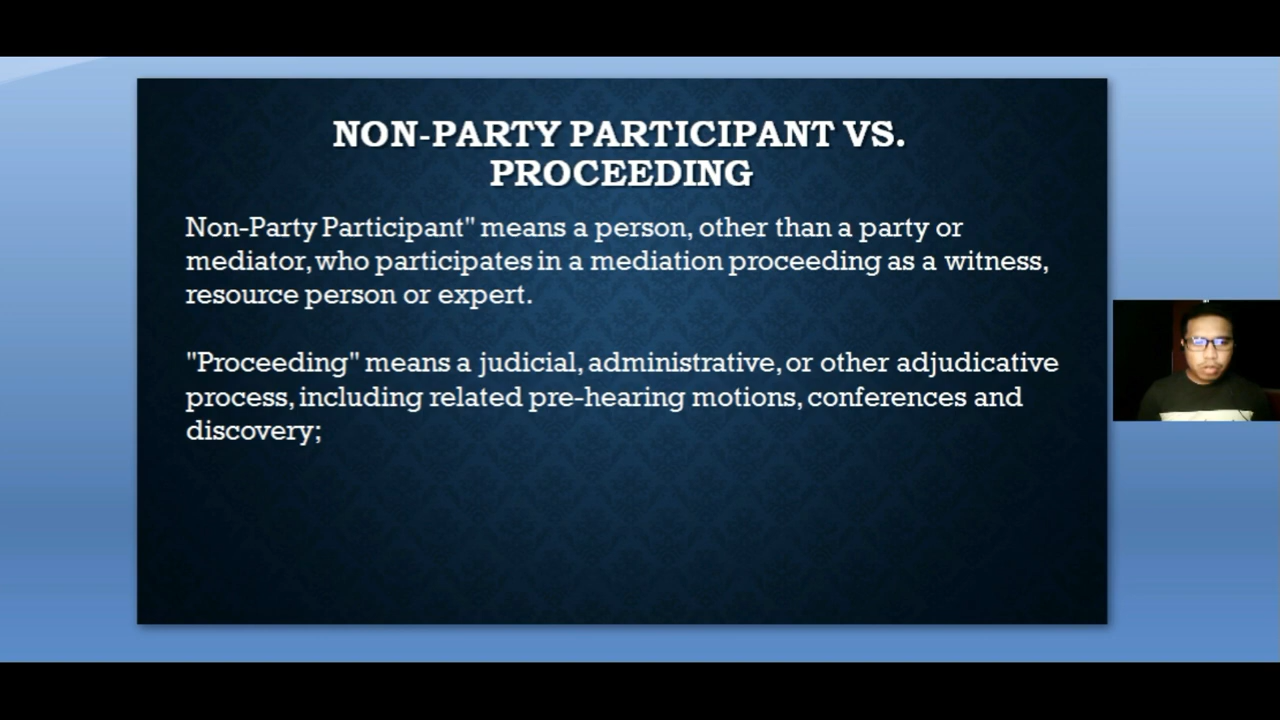 NON-PARTY PARTICIPANT VS.
PROCEEDING
Non-Party Participant" means a person, other than a party or
mediator, who participates in a mediation proceeding as a witness,
resource person or expert.
"Proceeding" means a judicial, administrative, or other adjudicative
process, including related pre-hearing motions, conferences and
discovery;